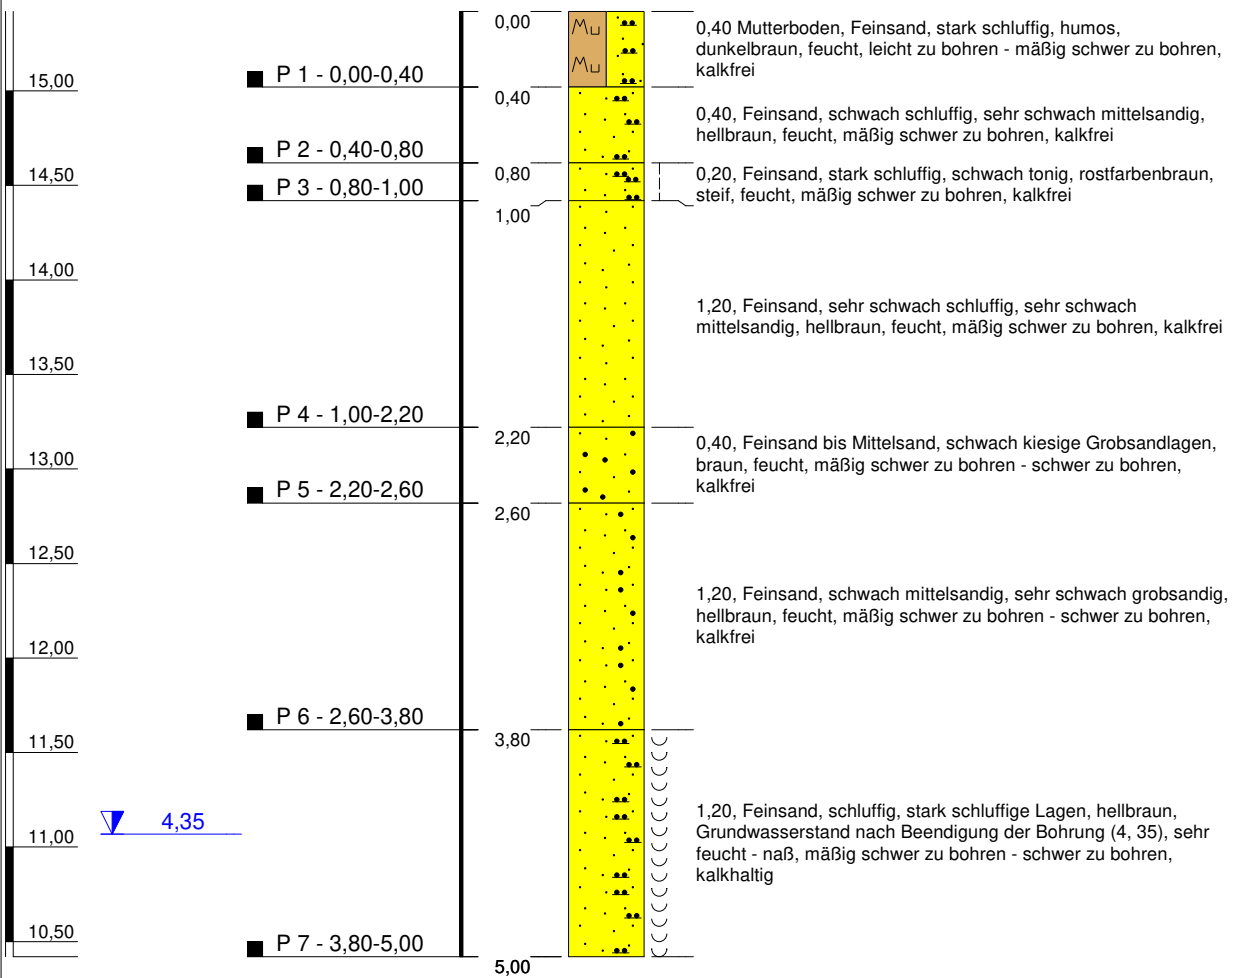 0,00
Mu
Mu
0,40 Mutterboden, Feinsand, stark schluffig, humos,
dunkelbraun, feucht, leicht zu bohren - mäßig schwer zu bohren,
kalkfrei
15,00
P 1 - 0,00-0,40
0,40
0,40, Feinsand, schwach schluffig, sehr schwach mittelsandig,
hellbraun, feucht, mäßig schwer zu bohren, kalkfrei
P 2 - 0,40-0,80
0,80
14,50
P 3 - 0,80-1,00
0,20, Feinsand, stark schluffig, schwach tonig, rostfarbenbraun,
steif, feucht, mäßig schwer zu bohren, kalkfrei
1,00
14,00
1,20, Feinsand, sehr schwach schluffig, sehr schwach
mittelsandig, hellbraun, feucht, mäßig schwer zu bohren, kalkfrei
13,50
P 4 - 1,00-2,20
2,20
13,00
0,40, Feinsand bis Mittelsand, schwach kiesige Grobsandlagen,
braun, feucht, mäßig schwer zu bohren - schwer zu bohren,
kalkfrei
P 5 - 2,20-2,60
2,60
12,50
1,20, Feinsand, schwach mittelsandig, sehr schwach grobsandig,
hellbraun, feucht, mäßig schwer zu bohren - schwer zu bohren,
kalkfrei
12,00
P 6 - 2,60-3,80
3,80
11,50
4,35
11,00
1,20, Feinsand, schluffig, stark schluffige Lagen, hellbraun,
Grundwasserstand nach Beendigung der Bohrung (4, 35), sehr
feucht - naß, mäßig schwer zu bohren - schwer zu bohren,
kalkhaltig
10,50
P 7 - 3,80-5,00
5,00